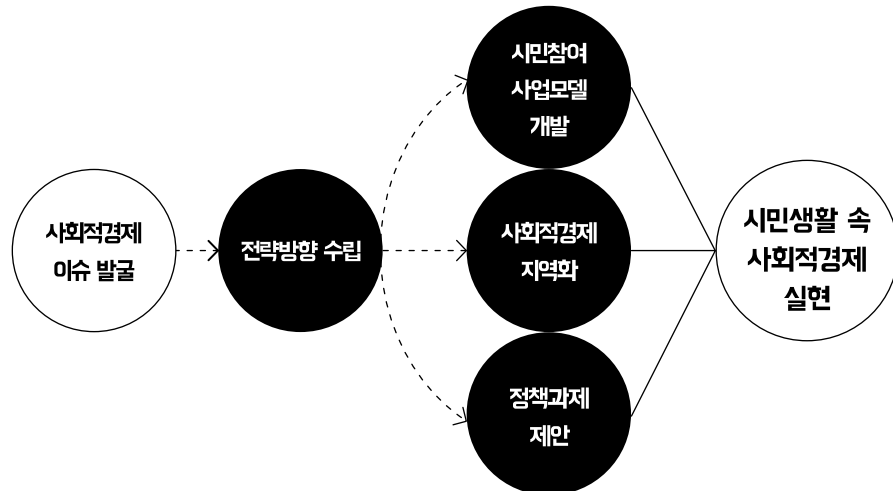 사회적경제
이슈 발굴
전략방향 수립
시민참여
사업모델
개발
사회적경제
지역화
정책과제
제안
시민생활 속
사회적경제
실현